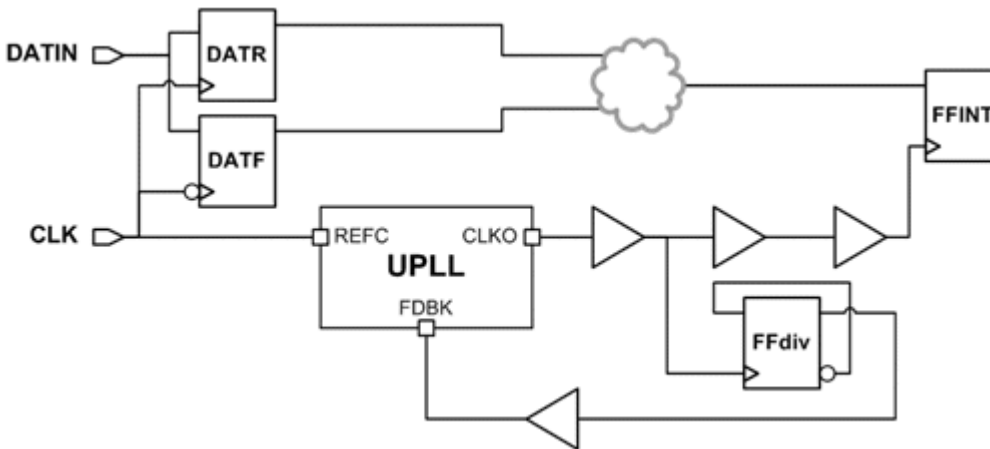 DATIN
DATR
DATF
FFINT
CLK
REFC
CLKO
UPLL
FDBK
FFdiv